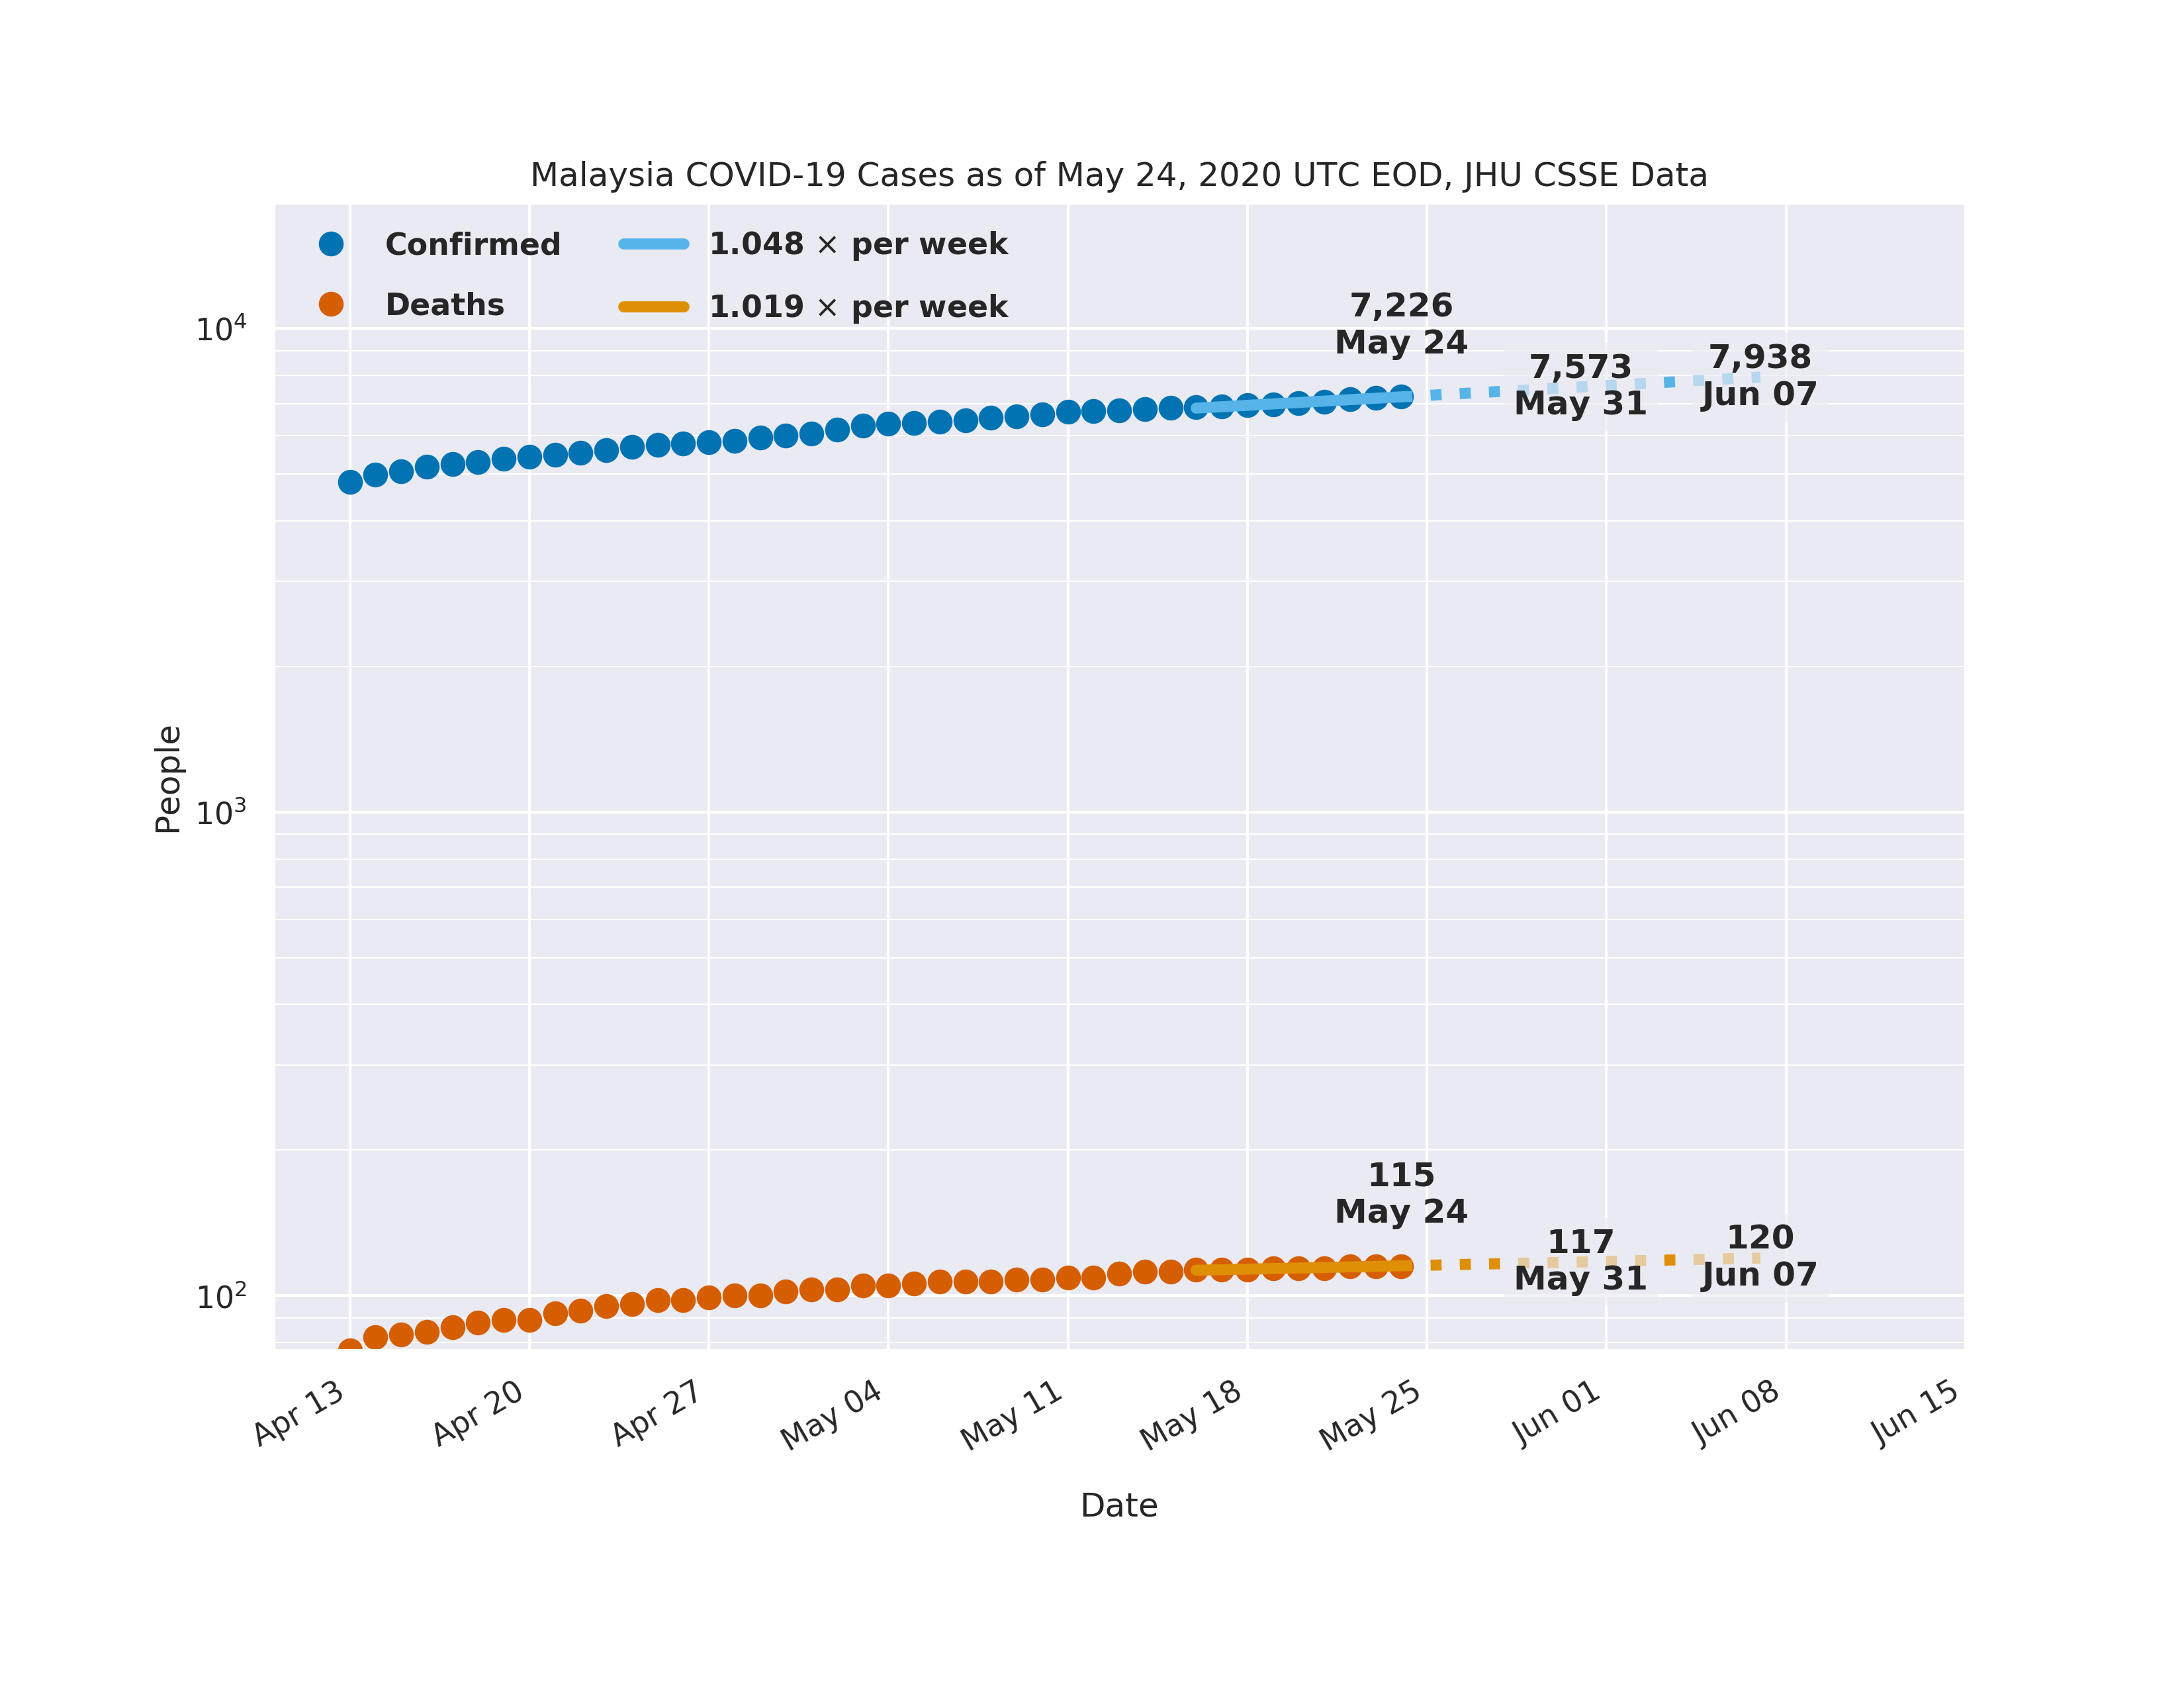 Malaysia COVID-19 Cases as of May 24, 2020 UTC EOD, JHU CSSE Data
Confirmed
Deaths
1.048 × per week
1.019 × per week
7,226
May 24
7,573
May 31
7,938
Jun 07
115
May 24
117
May 31
120
Jun 07
People
10⁴
10³
10²
Apr 13
Apr 20
Apr 27
May 04
May 11
May 18
May 25
Jun 01
Jun 08
Jun 15
Date